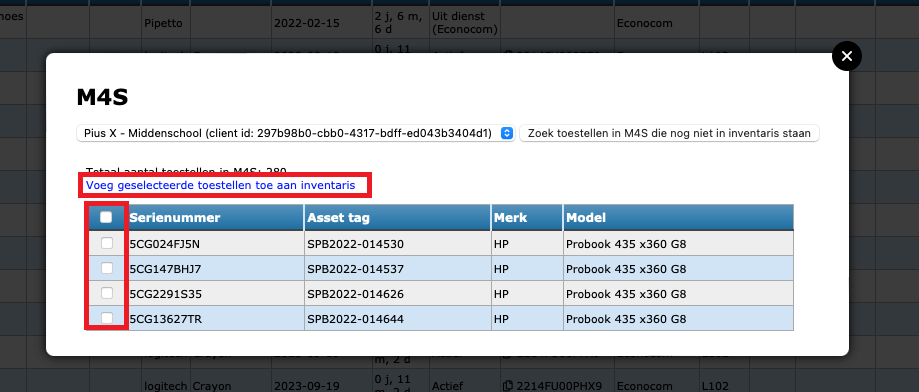 hoes Pipetto 2022-02-15 2 j, 6 m, 6 d Uit dienst (Econocom) Econocom
0 j, 11
M4S
Pius X - Middenschool (client id: 297b98b0-cbb0-4317-bdff-ed043b3404d1) Zoek toestellen in M4S die nog niet in inventaris staan
Totaal aantal toestellen in M4S: 280
Voeg geselecteerde toestellen toe aan inventaris
Serienummer Asset tag Merk Model
5CG024FJ5N SPB2022-014530 HP Probook 435 x360 G8
5CG147BHJ7 SPB2022-014537 HP Probook 435 x360 G8
5CG2291S35 SPB2022-014626 HP Probook 435 x360 G8
5CG13627TR SPB2022-014644 HP Probook 435 x360 G8
m, 2 d
logitech Crayon 2023-09-19 0 j, 11 m, 2 d Actief 2214FU00PHX9 Econocom L102